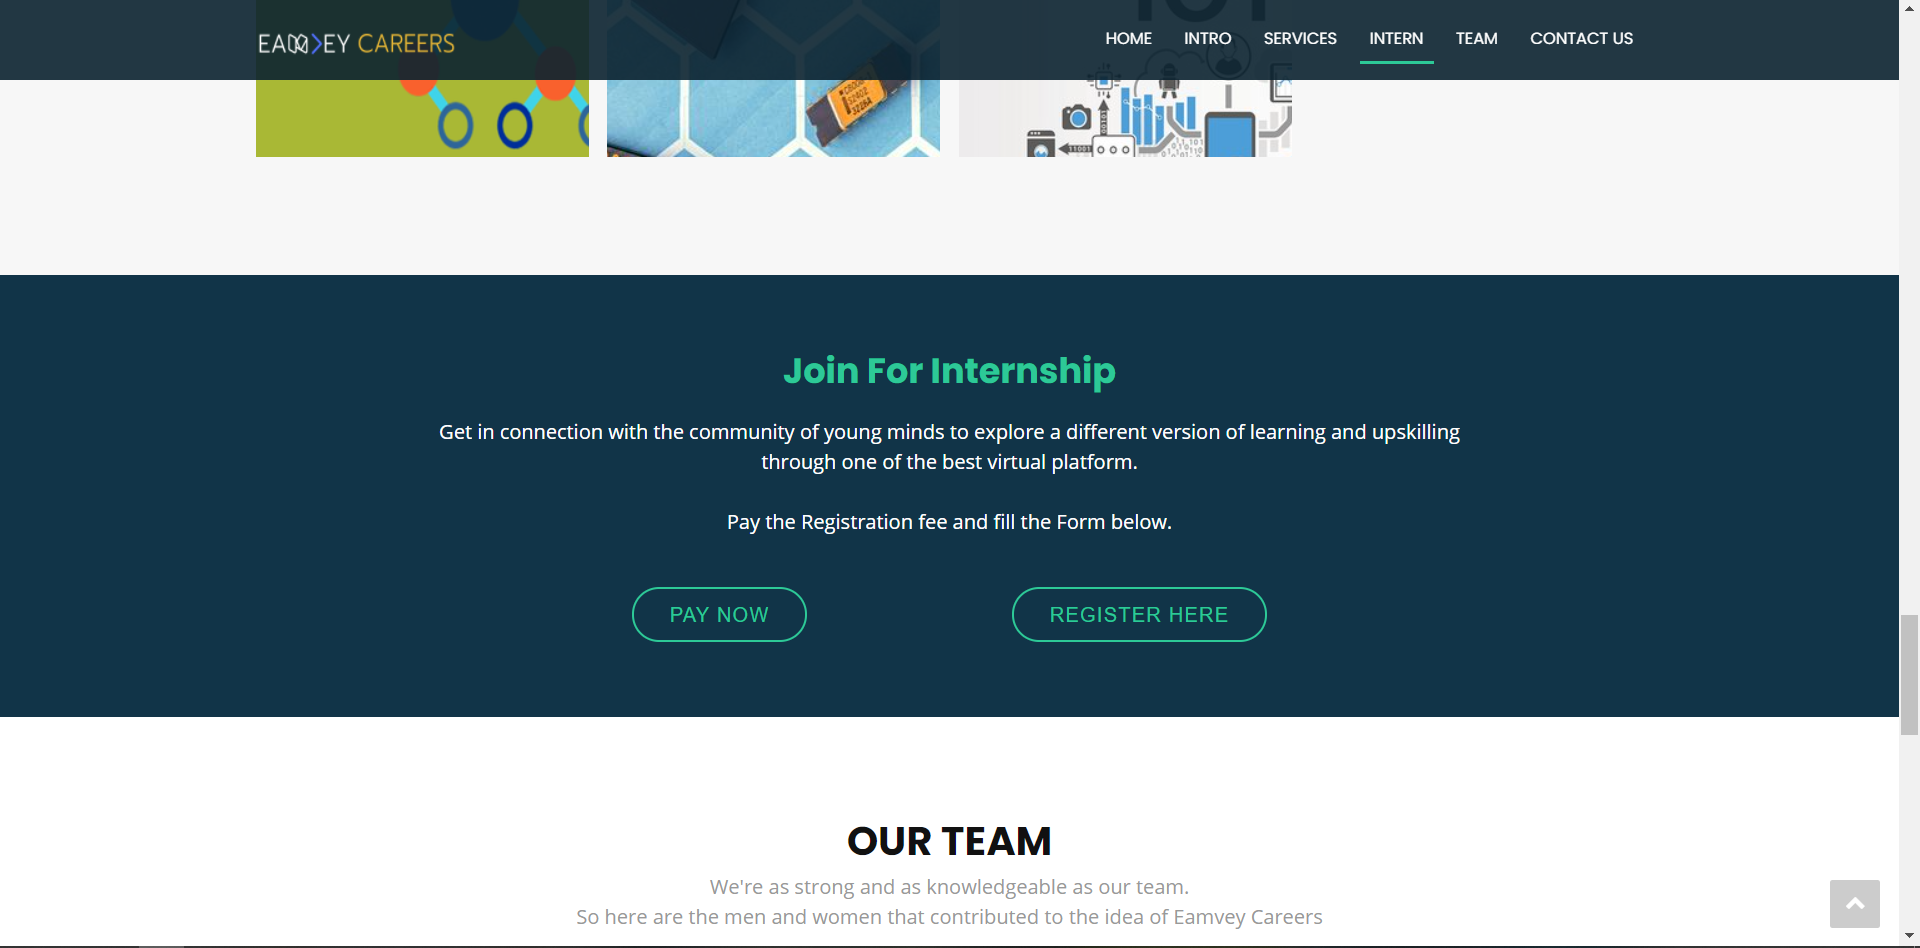 EAMVEY CAREERS
HOME INTRO SERVICES INTERN TEAM CONTACT US
Join For Internship
Get in connection with the community of young minds to explore a different version of learning and upskilling
through one of the best virtual platform.
Pay the Registration fee and fill the Form below.
PAY NOW REGISTER HERE
OUR TEAM
We're as strong and as knowledgeable as our team.
So here are the men and women that contributed to the idea of Eamvey Careers